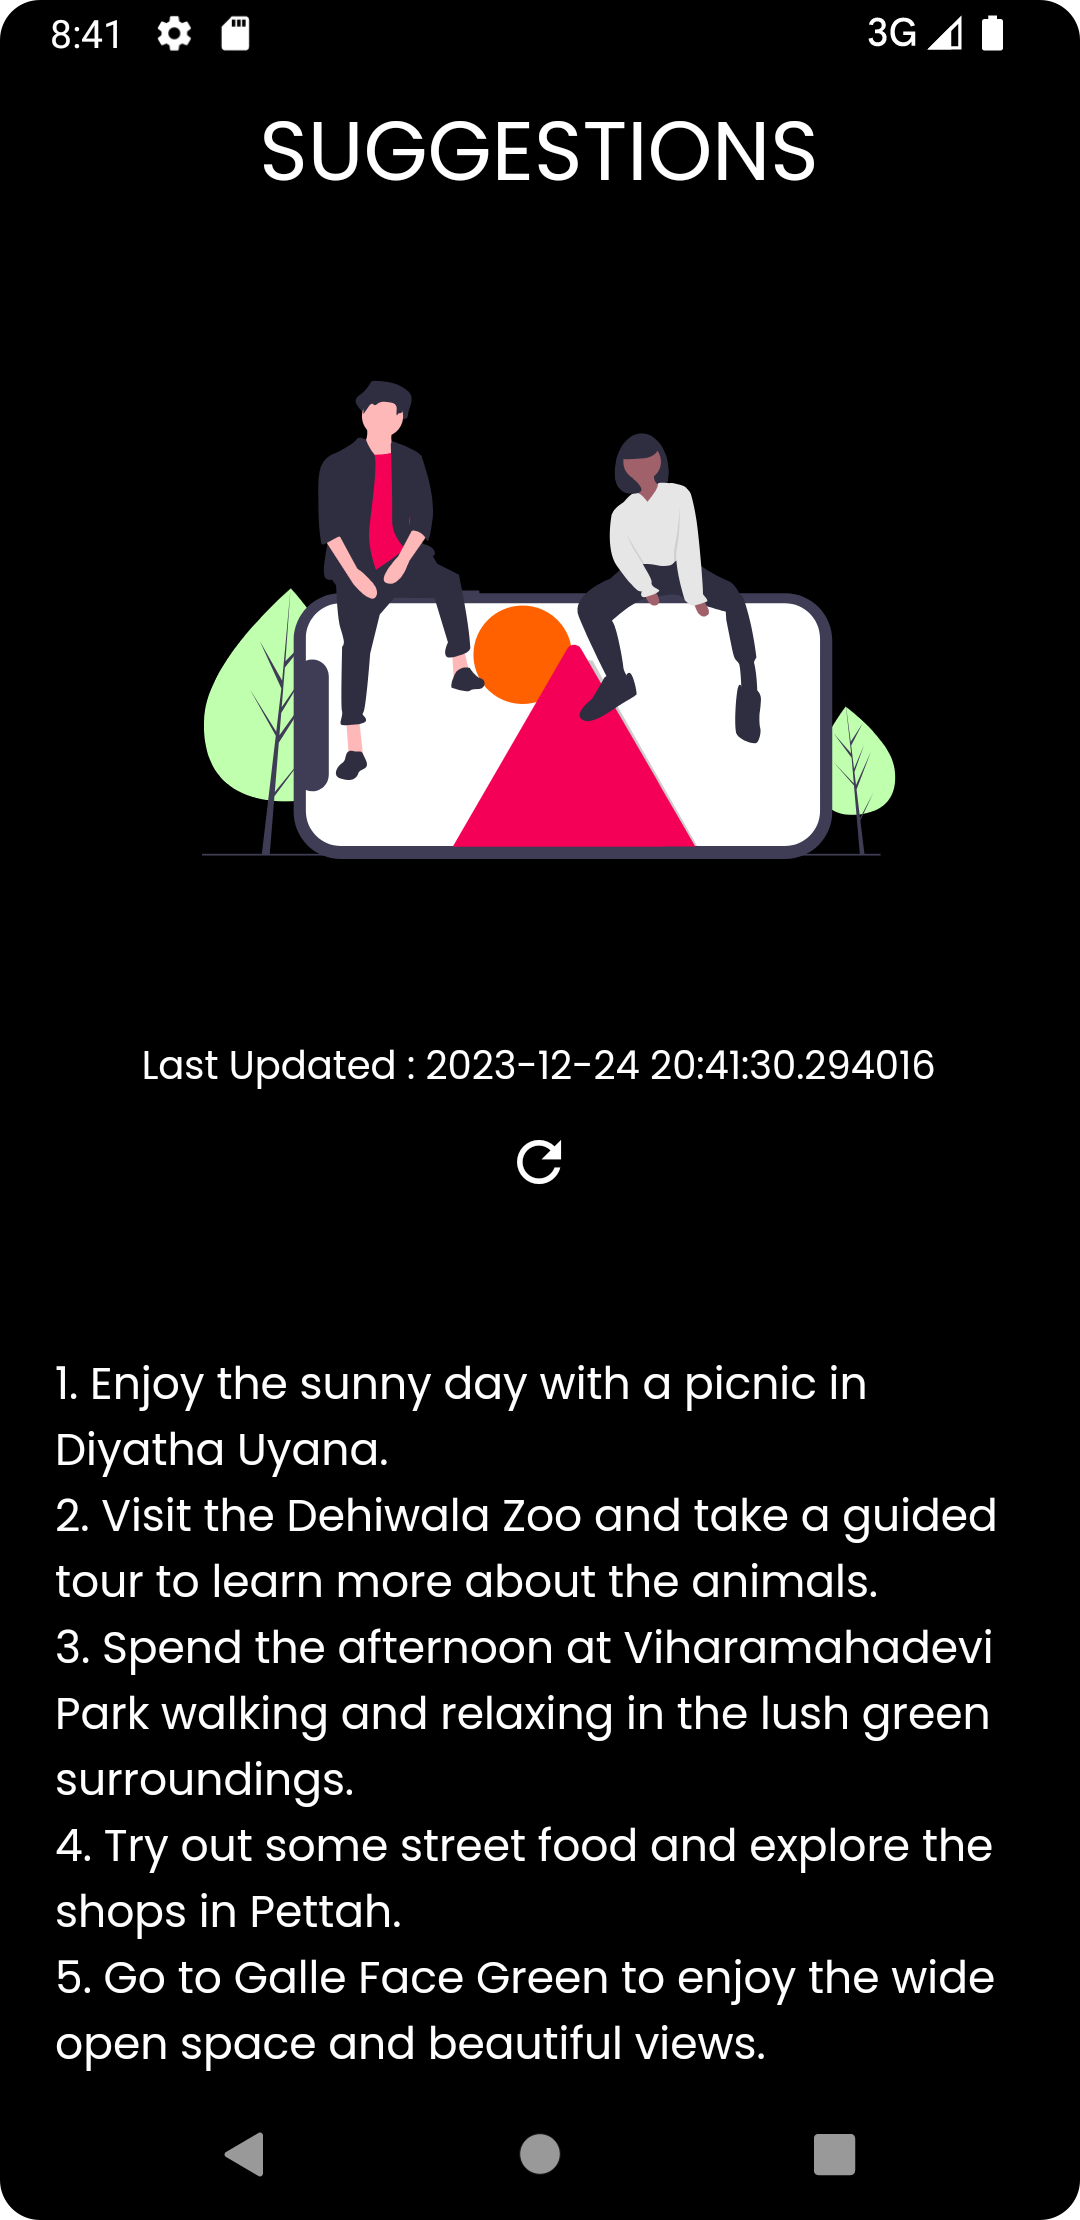 8:41 3G
SUGGESTIONS
Last Updated : 2023-12-24 20:41:30.294016
1. Enjoy the sunny day with a picnic in
Diyatha Uyana.
2. Visit the Dehiwala Zoo and take a guided
tour to learn more about the animals.
3. Spend the afternoon at Viharamahadevi
Park walking and relaxing in the lush green
surroundings.
4. Try out some street food and explore the
shops in Pettah.
5. Go to Galle Face Green to enjoy the wide
open space and beautiful views.